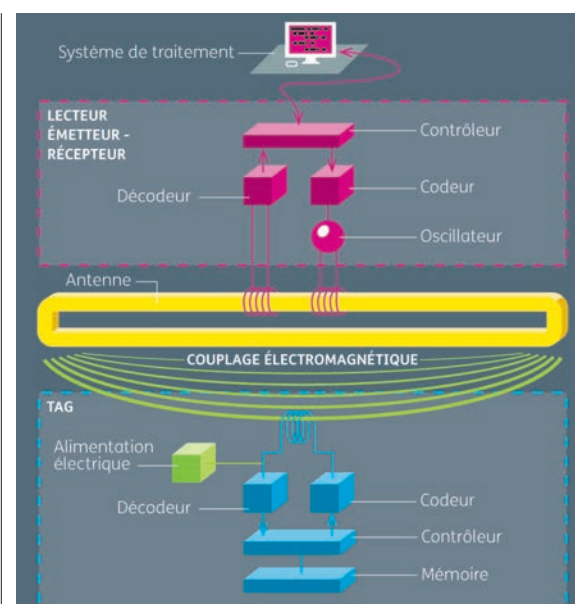 Système de traitement
LECTEUR
ÉMETTEUR -
RÉCEPTEUR
Contrôleur
Décodeur
Codeur
Oscillateur
Antenne
COUPLAGE ÉLECTROMAGNÉTIQUE
TAG
Alimentation
électrique
Décodeur
Codeur
Contrôleur
Mémoire